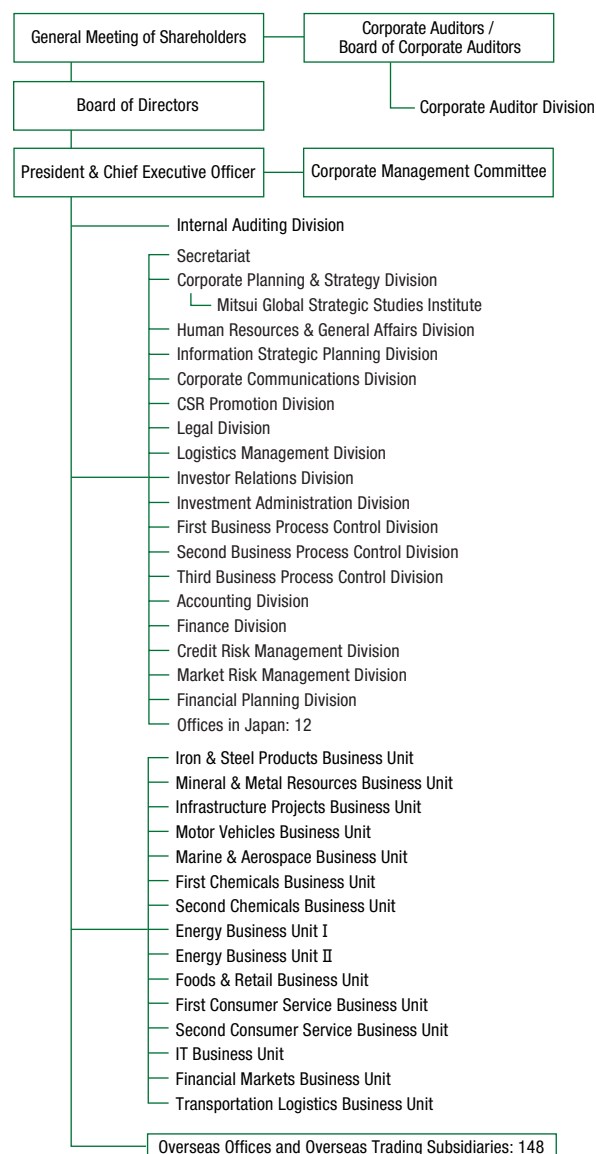 General Meeting of Shareholders
Corporate Auditors /
Board of Corporate Auditors
Board of Directors
Corporate Auditor Division
President & Chief Executive Officer
Corporate Management Committee
Internal Auditing Division
Secretariat
Corporate Planning & Strategy Division
Mitsui Global Strategic Studies Institute
Human Resources & General Affairs Division
Information Strategic Planning Division
Corporate Communications Division
CSR Promotion Division
Legal Division
Logistics Management Division
Investor Relations Division
Investment Administration Division
First Business Process Control Division
Second Business Process Control Division
Third Business Process Control Division
Accounting Division
Finance Division
Credit Risk Management Division
Market Risk Management Division
Financial Planning Division
Offices in Japan: 12
Iron & Steel Products Business Unit
Mineral & Metal Resources Business Unit
Infrastructure Projects Business Unit
Motor Vehicles Business Unit
Marine & Aerospace Business Unit
First Chemicals Business Unit
Second Chemicals Business Unit
Energy Business Unit I
Energy Business Unit II
Foods & Retail Business Unit
First Consumer Service Business Unit
Second Consumer Service Business Unit
IT Business Unit
Financial Markets Business Unit
Transportation Logistics Business Unit
Overseas Offices and Overseas Trading Subsidiaries: 148